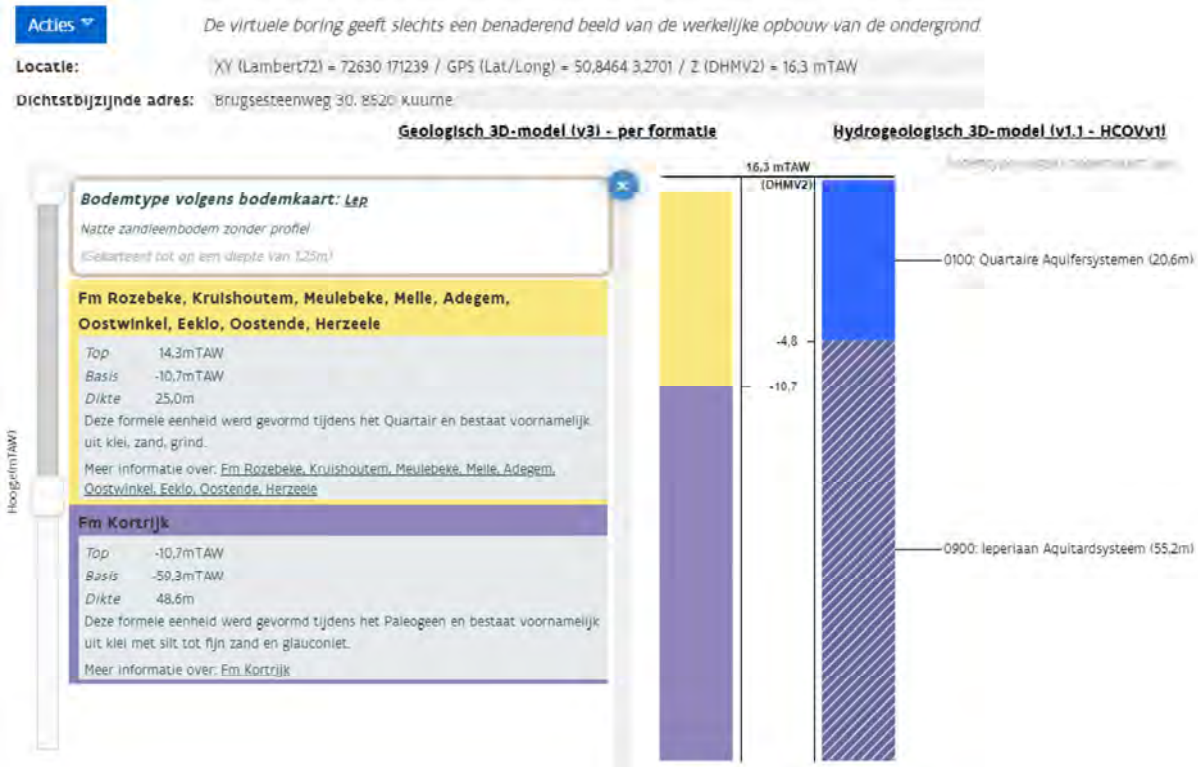 Acties
De virtuele boring geeft slechts een benaderend beeld van de werkelijke opbouw van de ondergrond.
Locatie: XY (Lambert72) = 72630 171239 / GPS (Lat/Long) = 50,8464 3,2701 / Z (DHMV2) = 16,3 mTAW
Dichtstbijzijnde adres: Brugsesteenweg 30, 8520 Kuurne
Geologisch 3D-model (v3) - per formatie
Hydrogeologisch 3D-model (v1.1 - HCOVv1)
16,3 mTAW
(DHMV2)
Bodemtype volgens bodemkaart: Lep
Natte zandleembodem zonder profiel
(Gekarteerd tot op een diepte van 1,25m)
Fm Rozebeke, Kruishoutem, Meulebeke, Melle, Adegem,
Oostwinkel, Eeklo, Oostende, Herzeele
Top 14,3mTAW
Basis -10,7mTAW
Dikte 25,0m
Deze formele eenheid werd gevormd tijdens het Quartair en bestaat voornamelijk
uit klei, zand, grind.
Meer informatie over: Fm Rozebeke, Kruishoutem, Meulebeke, Melle, Adegem,
Oostwinkel, Eeklo, Oostende, Herzeele
Fm Kortrijk
Top -10,7mTAW
Basis -59,3mTAW
Dikte 48,6m
Deze formele eenheid werd gevormd tijdens het Paleogeen en bestaat voornamelijk
uit klei met silt tot fijn zand en glauconiet.
Meer informatie over: Fm Kortrijk
-4,8
-10,7
0100: Quartaire Aquifersystemen (20,6m)
0900: Ieperiaan Aquitardsysteem (55,2m)